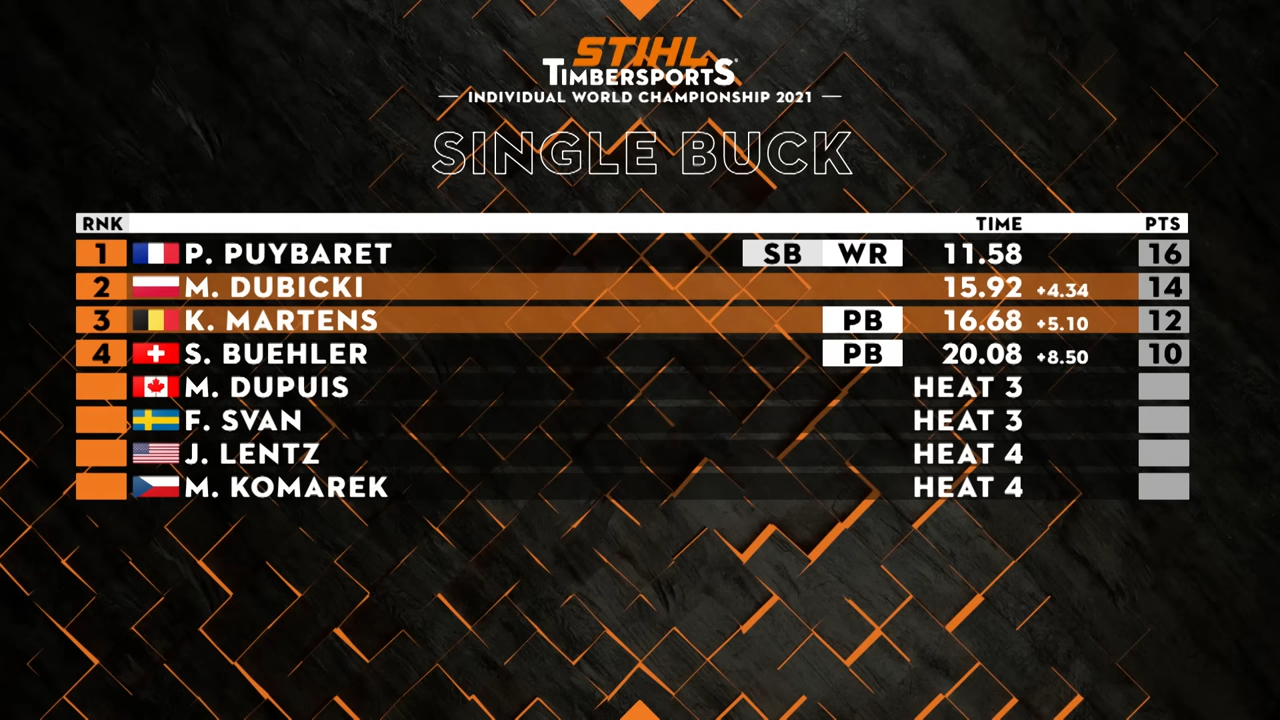 STIHL
TIMBERSPORTS®
INDIVIDUAL WORLD CHAMPIONSHIP 2021
SINGLE BUCK
RNK TIME PTS
1 P. PUYBARET SB WR 11.58 16
2 M. DUBICKI 15.92 +4.34 14
3 K. MARTENS PB 16.68 +5.10 12
4 S. BUEHLER PB 20.08 +8.50 10
M. DUPUIS HEAT 3
F. SVAN HEAT 3
J. LENTZ HEAT 4
M. KOMAREK HEAT 4